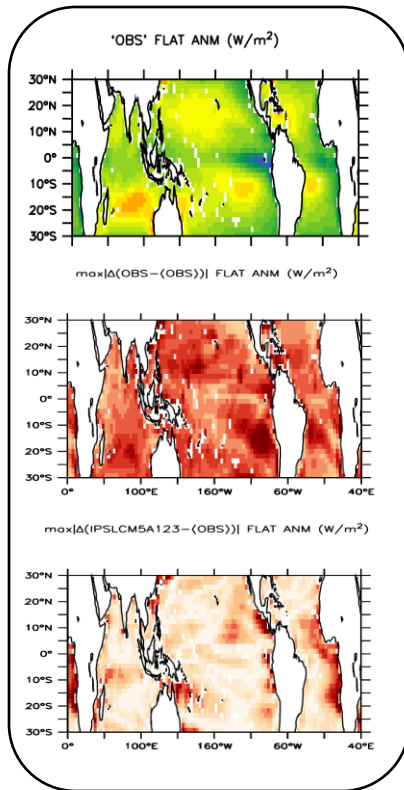 'OBS' FLAT ANM (W/m²)
30°N
20°N
10°N
0°
10°S
20°S
30°S
max|Δ(OBS-⟨OBS⟩)| FLAT ANM (W/m²)
30°N
20°N
10°N
0°
10°S
20°S
30°S
0° 100°E 160°W 60°W 40°E
max|Δ(IPSLCM5A123-⟨OBS⟩)| FLAT ANM (W/m²)
30°N
20°N
10°N
0°
10°S
20°S
30°S
0° 100°E 160°W 60°W 40°E